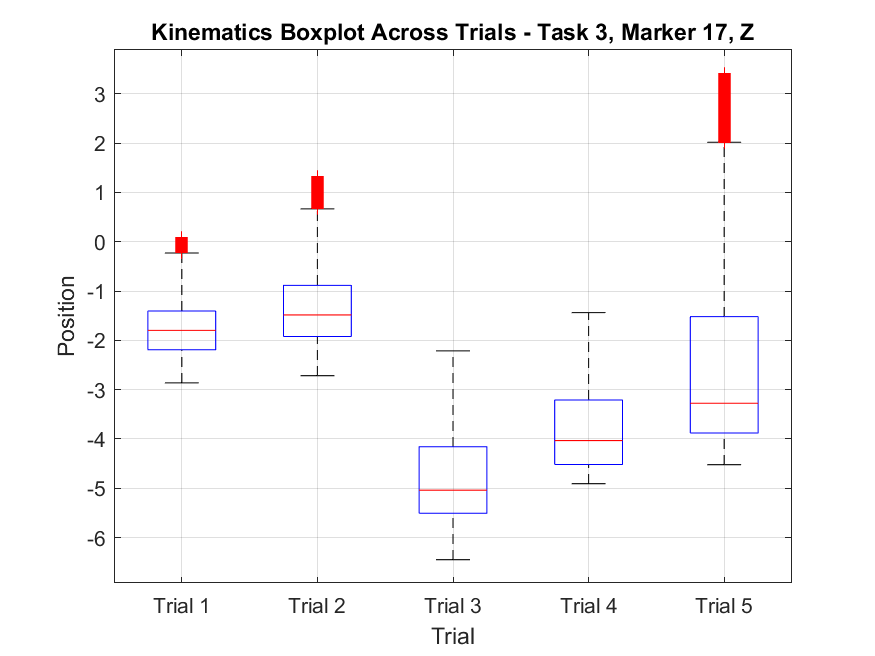 Kinematics Boxplot Across Trials - Task 3, Marker 17, Z
3
2
1
0
-1
-2
-3
-4
-5
-6
Position
Trial 1 Trial 2 Trial 3 Trial 4 Trial 5
Trial